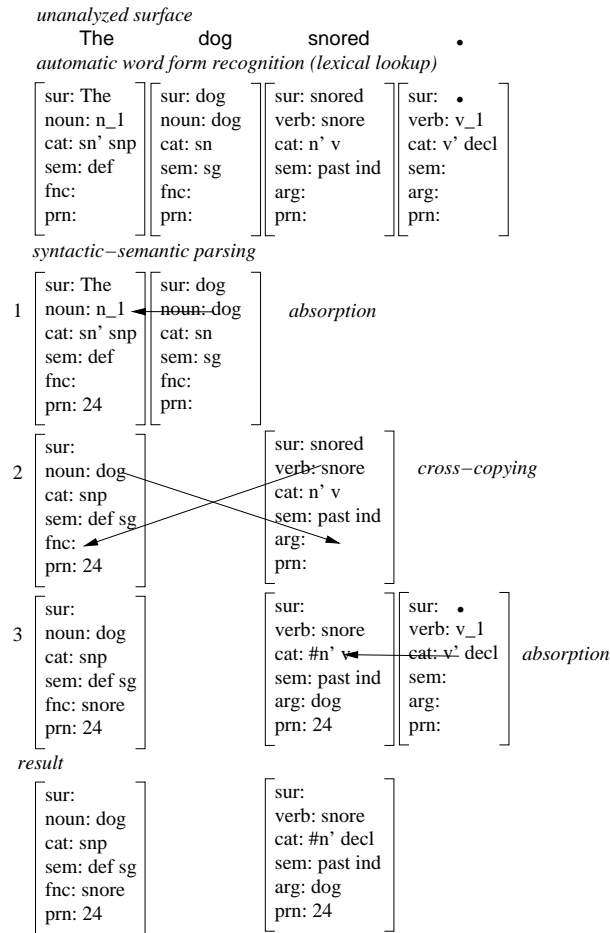 unanalyzed surface
The dog snored •
automatic word form recognition (lexical lookup)
sur: The sur: dog sur: snored sur: •
noun: n_1 noun: dog verb: snore verb: v_1
cat: sn’ snp cat: sn cat: n’ v cat: v’ decl
sem: def sem: sg sem: past ind sem:
fnc: fnc: arg: arg:
prn: prn: prn: prn:
syntactic−semantic parsing
sur: The sur: dog
1 noun: n_1 noun: dog absorption
cat: sn’ snp cat: sn
sem: def sem: sg
fnc: fnc:
prn: 24 prn:
sur: sur: snored
2 noun: dog verb: snore cross−copying
cat: snp cat: n’ v
sem: def sg sem: past ind
fnc: arg:
prn: 24 prn:
sur: sur: sur: •
3 noun: dog verb: snore verb: v_1
cat: snp cat: #n’ v cat: v’ decl absorption
sem: def sg sem: past ind sem:
fnc: snore arg: dog arg:
prn: 24 prn: 24 prn:
result
sur: sur:
noun: dog verb: snore
cat: snp cat: #n’ decl
sem: def sg sem: past ind
fnc: snore arg: dog
prn: 24 prn: 24